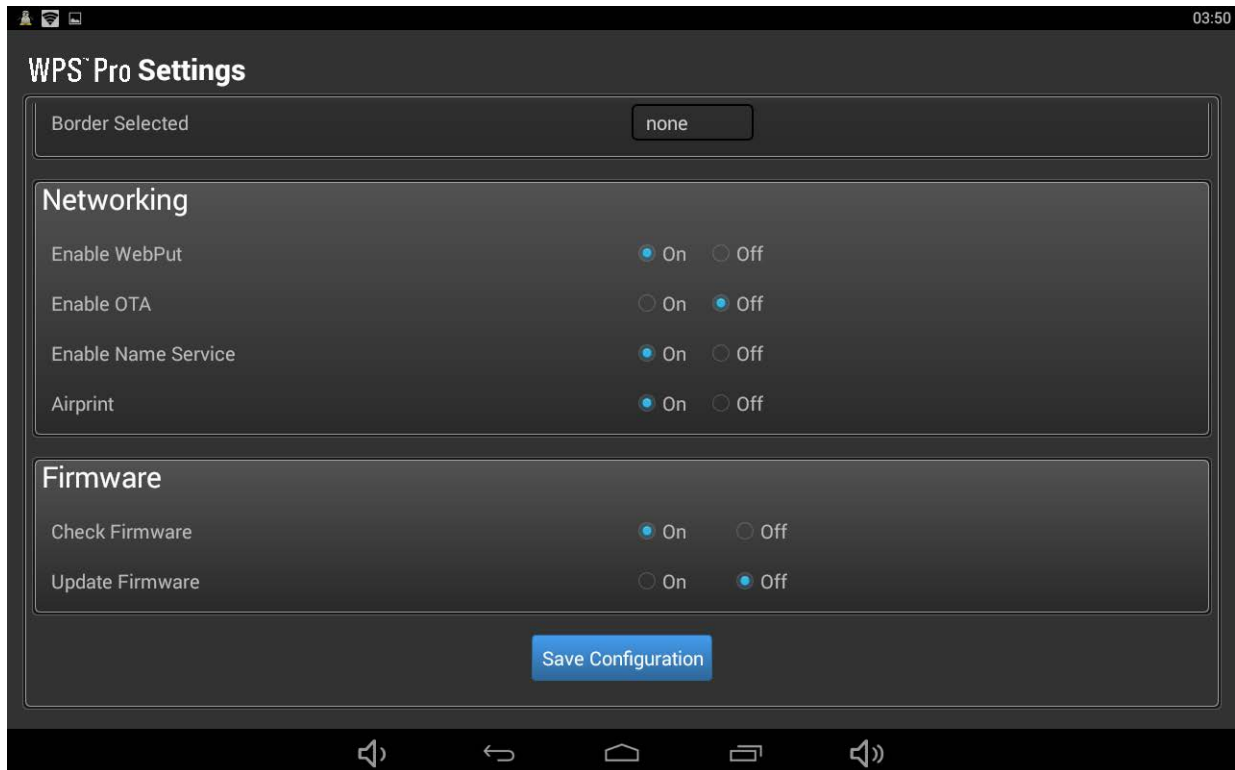 03:50
WPS™ Pro Settings
Border Selected none
Networking
Enable WebPut On Off
Enable OTA On Off
Enable Name Service On Off
Airprint On Off
Firmware
Check Firmware On Off
Update Firmware On Off
Save Configuration